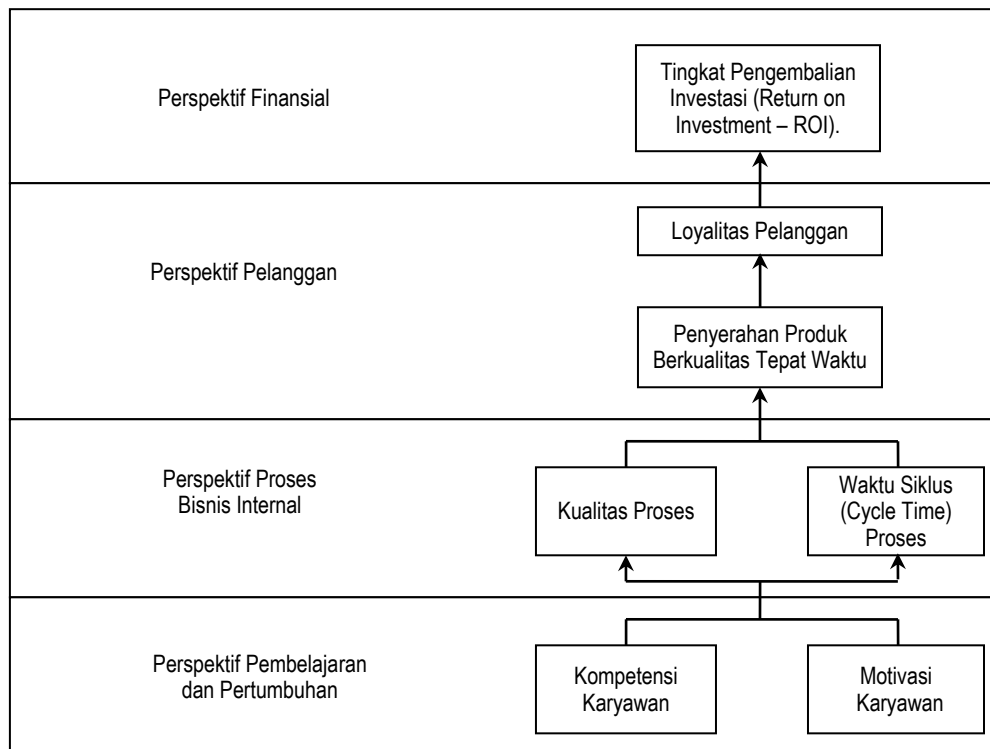 Perspektif Finansial
Tingkat Pengembalian
Investasi (Return on
Investment – ROI).
Perspektif Pelanggan
Loyalitas Pelanggan
Penyerahan Produk
Berkualitas Tepat Waktu
Perspektif Proses
Bisnis Internal
Kualitas Proses
Waktu Siklus
(Cycle Time)
Proses
Perspektif Pembelajaran
dan Pertumbuhan
Kompetensi
Karyawan
Motivasi
Karyawan